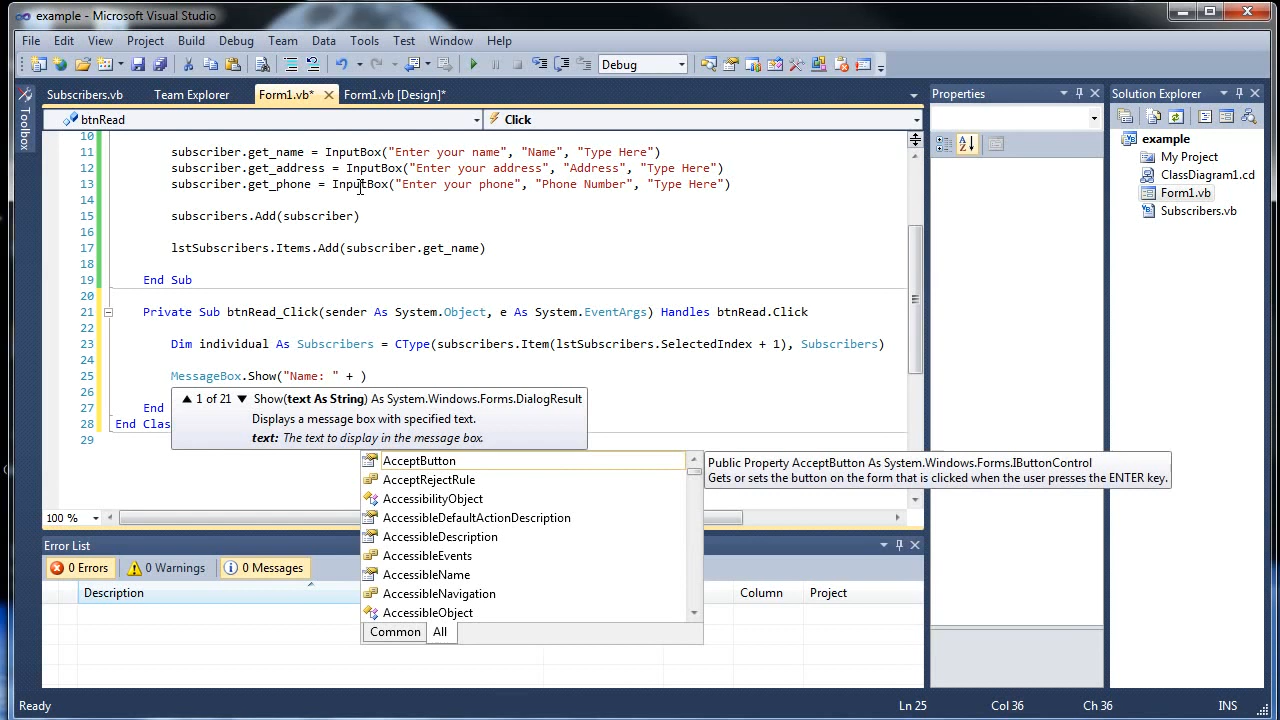 example - Microsoft Visual Studio
File Edit View Project Build Debug Team Data Tools Test Window Help
Debug
Subscribers.vb Team Explorer Form1.vb* Form1.vb [Design]*
btnRead Click
10
11 subscriber.get_name = InputBox("Enter your name", "Name", "Type Here")
12 subscriber.get_address = InputBox("Enter your address", "Address", "Type Here")
13 subscriber.get_phone = InputBox("Enter your phone", "Phone Number", "Type Here")
14
15 subscribers.Add(subscriber)
16
17 lstSubscribers.Items.Add(subscriber.get_name)
18
19 End Sub
20
21 Private Sub btnRead_Click(sender As System.Object, e As System.EventArgs) Handles btnRead.Click
22
23 Dim individual As Subscribers = CType(subscribers.Item(lstSubscribers.SelectedIndex + 1), Subscribers)
24
25 MessageBox.Show("Name: " + )
26
27 End
28 End Clas
29
1 of 21 Show(text As String) As System.Windows.Forms.DialogResult
Displays a message box with specified text.
text: The text to display in the message box.
AcceptButton
AcceptRejectRule
AccessibilityObject
AccessibleDefaultActionDescription
AccessibleDescription
AccessibleEvents
AccessibleName
AccessibleNavigation
AccessibleObject
Common All
Public Property AcceptButton As System.Windows.Forms.IButtonControl
Gets or sets the button on the form that is clicked when the user presses the ENTER key.
100 %
Error List
0 Errors 0 Warnings 0 Messages
Description Column Project
Toolbox
Properties
Solution Explorer
example
My Project
ClassDiagram1.cd
Form1.vb
Subscribers.vb
Ready Ln 25 Col 36 Ch 36 INS